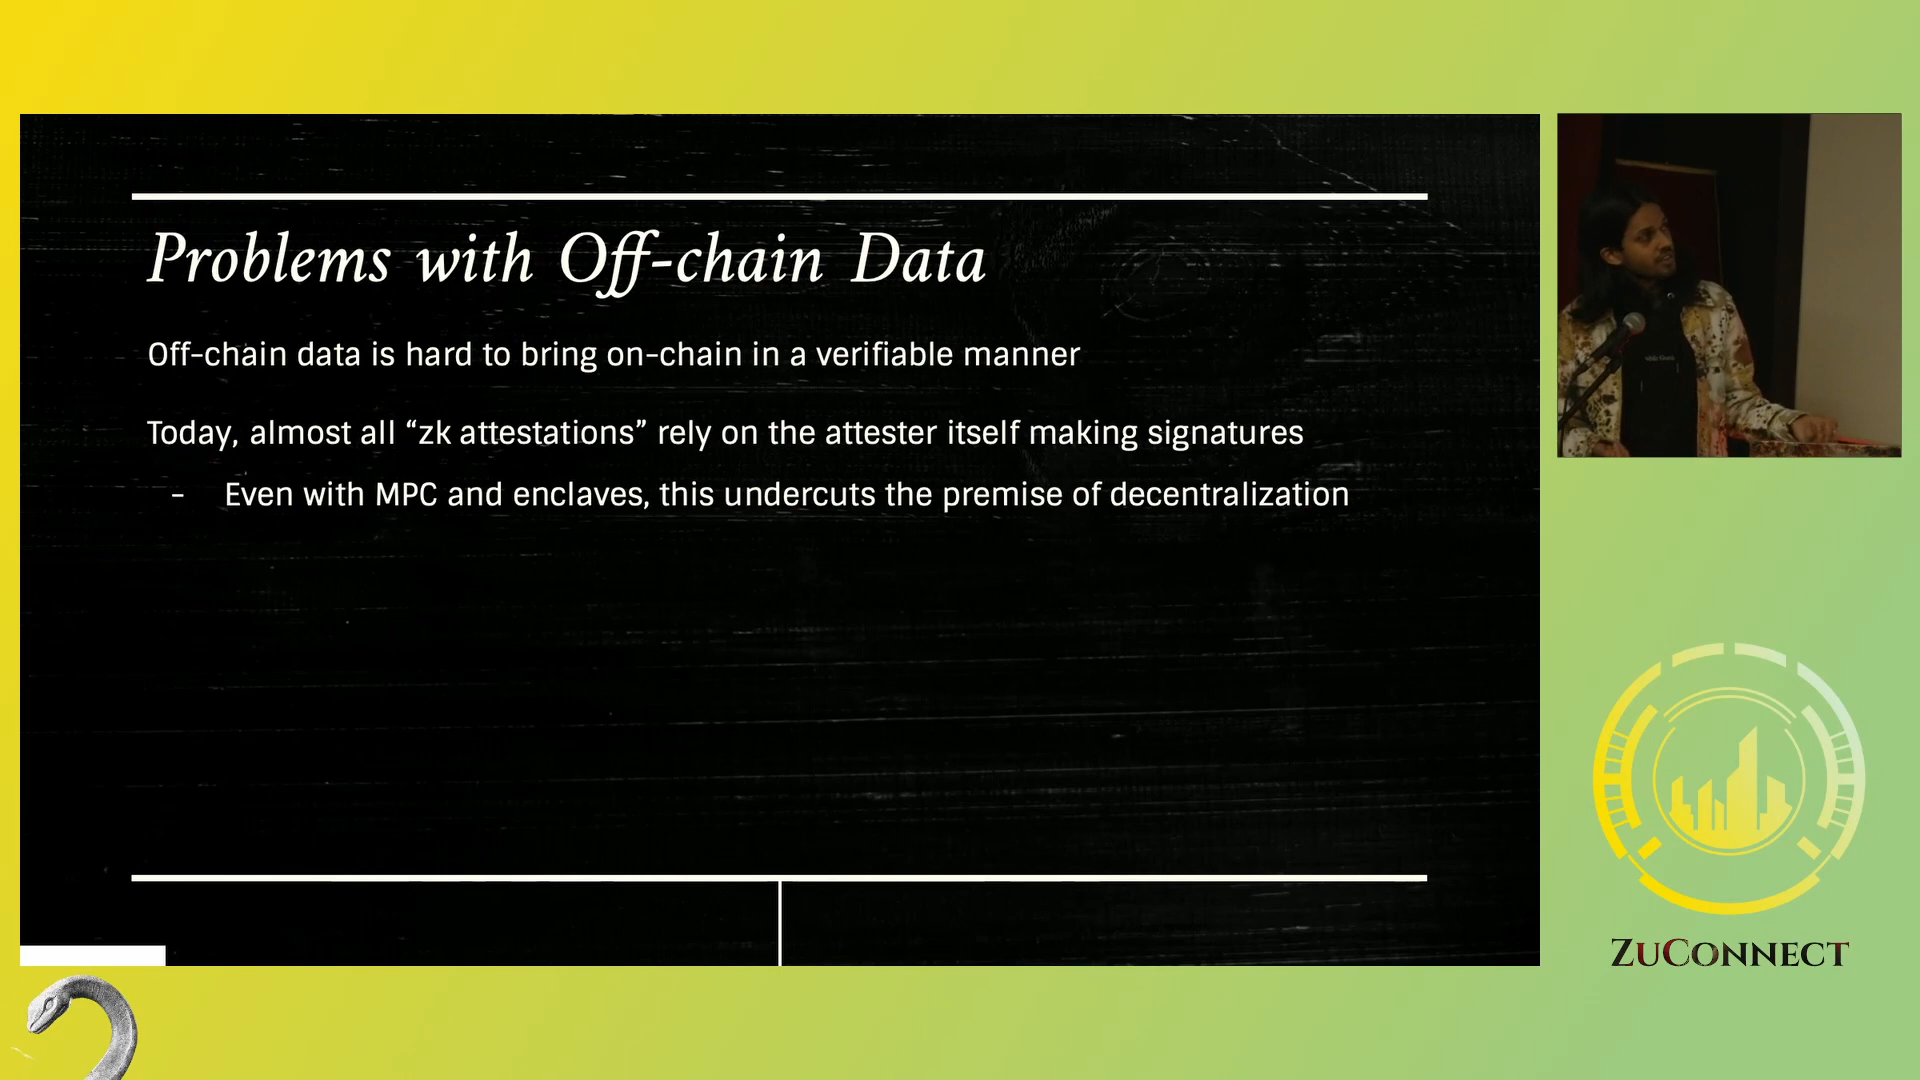 Problems with Off-chain Data
Off-chain data is hard to bring on-chain in a verifiable manner
Today, almost all “zk attestations” rely on the attester itself making signatures
- Even with MPC and enclaves, this undercuts the premise of decentralization
ZUCONNECT